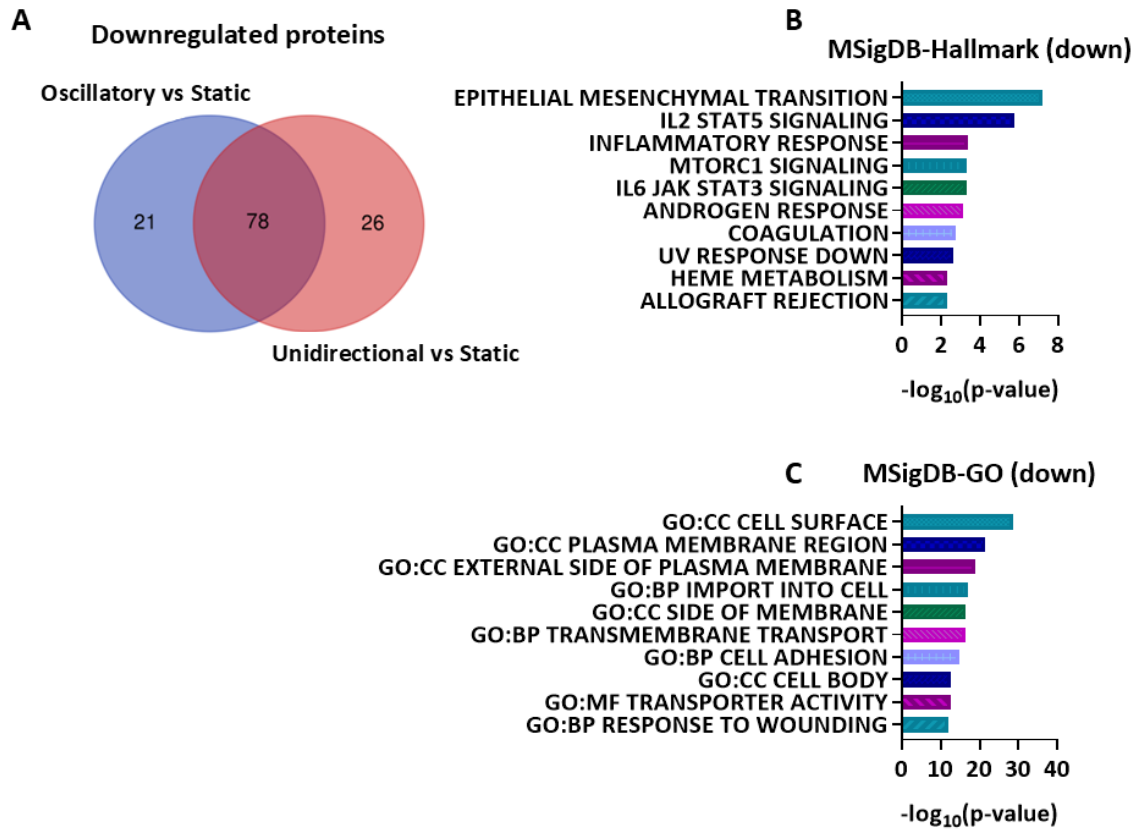 A
Downregulated proteins
Oscillatory vs Static
21
78
26
Unidirectional vs Static
B
MSigDB-Hallmark (down)
EPITHELIAL MESENCHYMAL TRANSITION
IL2 STAT5 SIGNALING
INFLAMMATORY RESPONSE
MTORC1 SIGNALING
IL6 JAK STAT3 SIGNALING
ANDROGEN RESPONSE
COAGULATION
UV RESPONSE DOWN
HEME METABOLISM
ALLOGRAFT REJECTION
0 2 4 6 8
-log10(p-value)
C
MSigDB-GO (down)
GO:CC CELL SURFACE
GO:CC PLASMA MEMBRANE REGION
GO:CC EXTERNAL SIDE OF PLASMA MEMBRANE
GO:BP IMPORT INTO CELL
GO:CC SIDE OF MEMBRANE
GO:BP TRANSMEMBRANE TRANSPORT
GO:BP CELL ADHESION
GO:CC CELL BODY
GO:MF TRANSPORTER ACTIVITY
GO:BP RESPONSE TO WOUNDING
0 10 20 30 40
-log10(p-value)